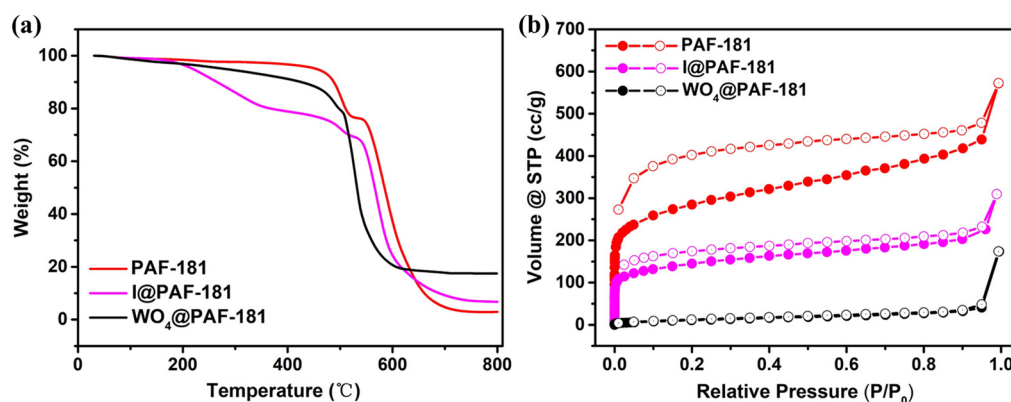 (a)
100
80
60
40
20
0
Weight (%)
PAF-181
I@PAF-181
WO₄@PAF-181
0 200 400 600 800
Temperature (℃)
(b)
700
600
500
400
300
200
100
0
Volume @ STP (cc/g)
PAF-181
I@PAF-181
WO₄@PAF-181
0.0 0.2 0.4 0.6 0.8 1.0
Relative Pressure (P/P₀)